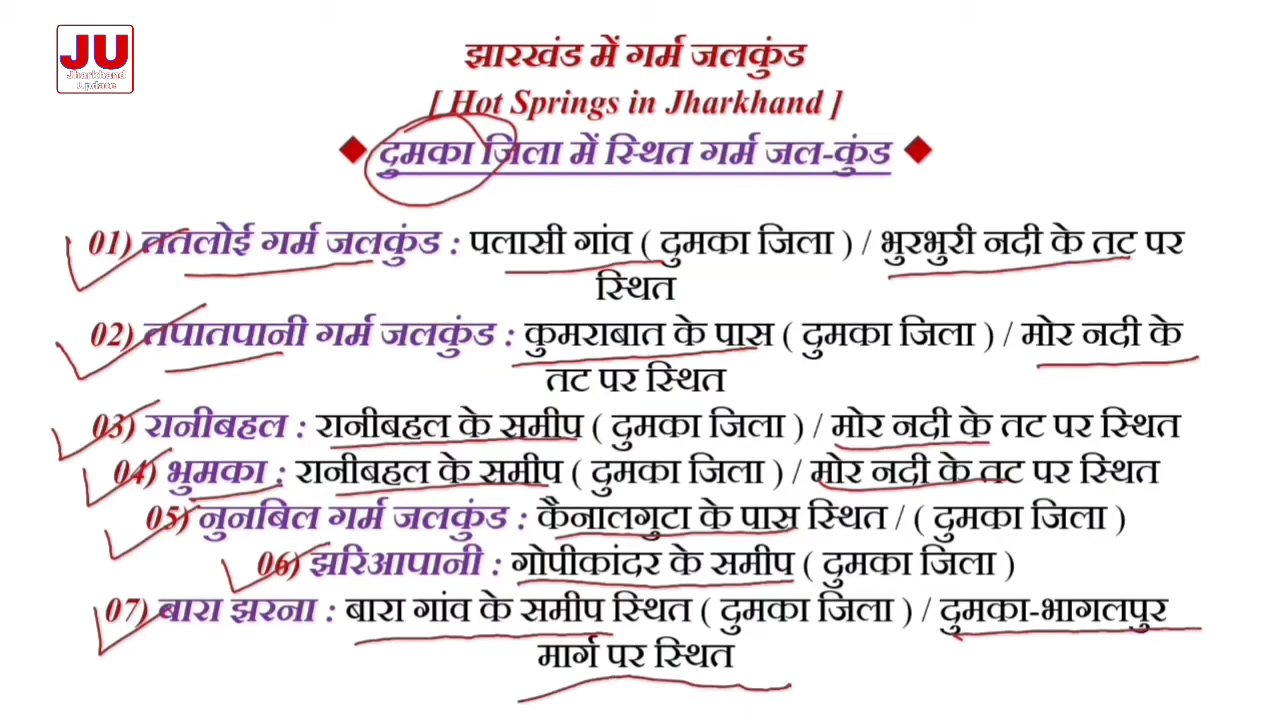 JU
Jharkhand
Update
झारखंड में गर्म जलकुंड
[ Hot Springs in Jharkhand ]
दुमका जिला में स्थित गर्म जल-कुंड
01) ततलोई गर्म जलकुंड : पलासी गांव ( दुमका जिला ) / भुरभुरी नदी के तट पर
स्थित
02) तपातपानी गर्म जलकुंड : कुमराबात के पास ( दुमका जिला ) / मोर नदी के
तट पर स्थित
03) रानीबहल : रानीबहल के समीप ( दुमका जिला ) / मोर नदी के तट पर स्थित
04) भुमका : रानीबहल के समीप ( दुमका जिला ) / मोर नदी के तट पर स्थित
05) नुनबिल गर्म जलकुंड : कैनालगुटा के पास स्थित / ( दुमका जिला )
06) झरिआपानी : गोपीकांदर के समीप ( दुमका जिला )
07) बारा झरना : बारा गांव के समीप स्थित ( दुमका जिला ) / दुमका-भागलपुर
मार्ग पर स्थित